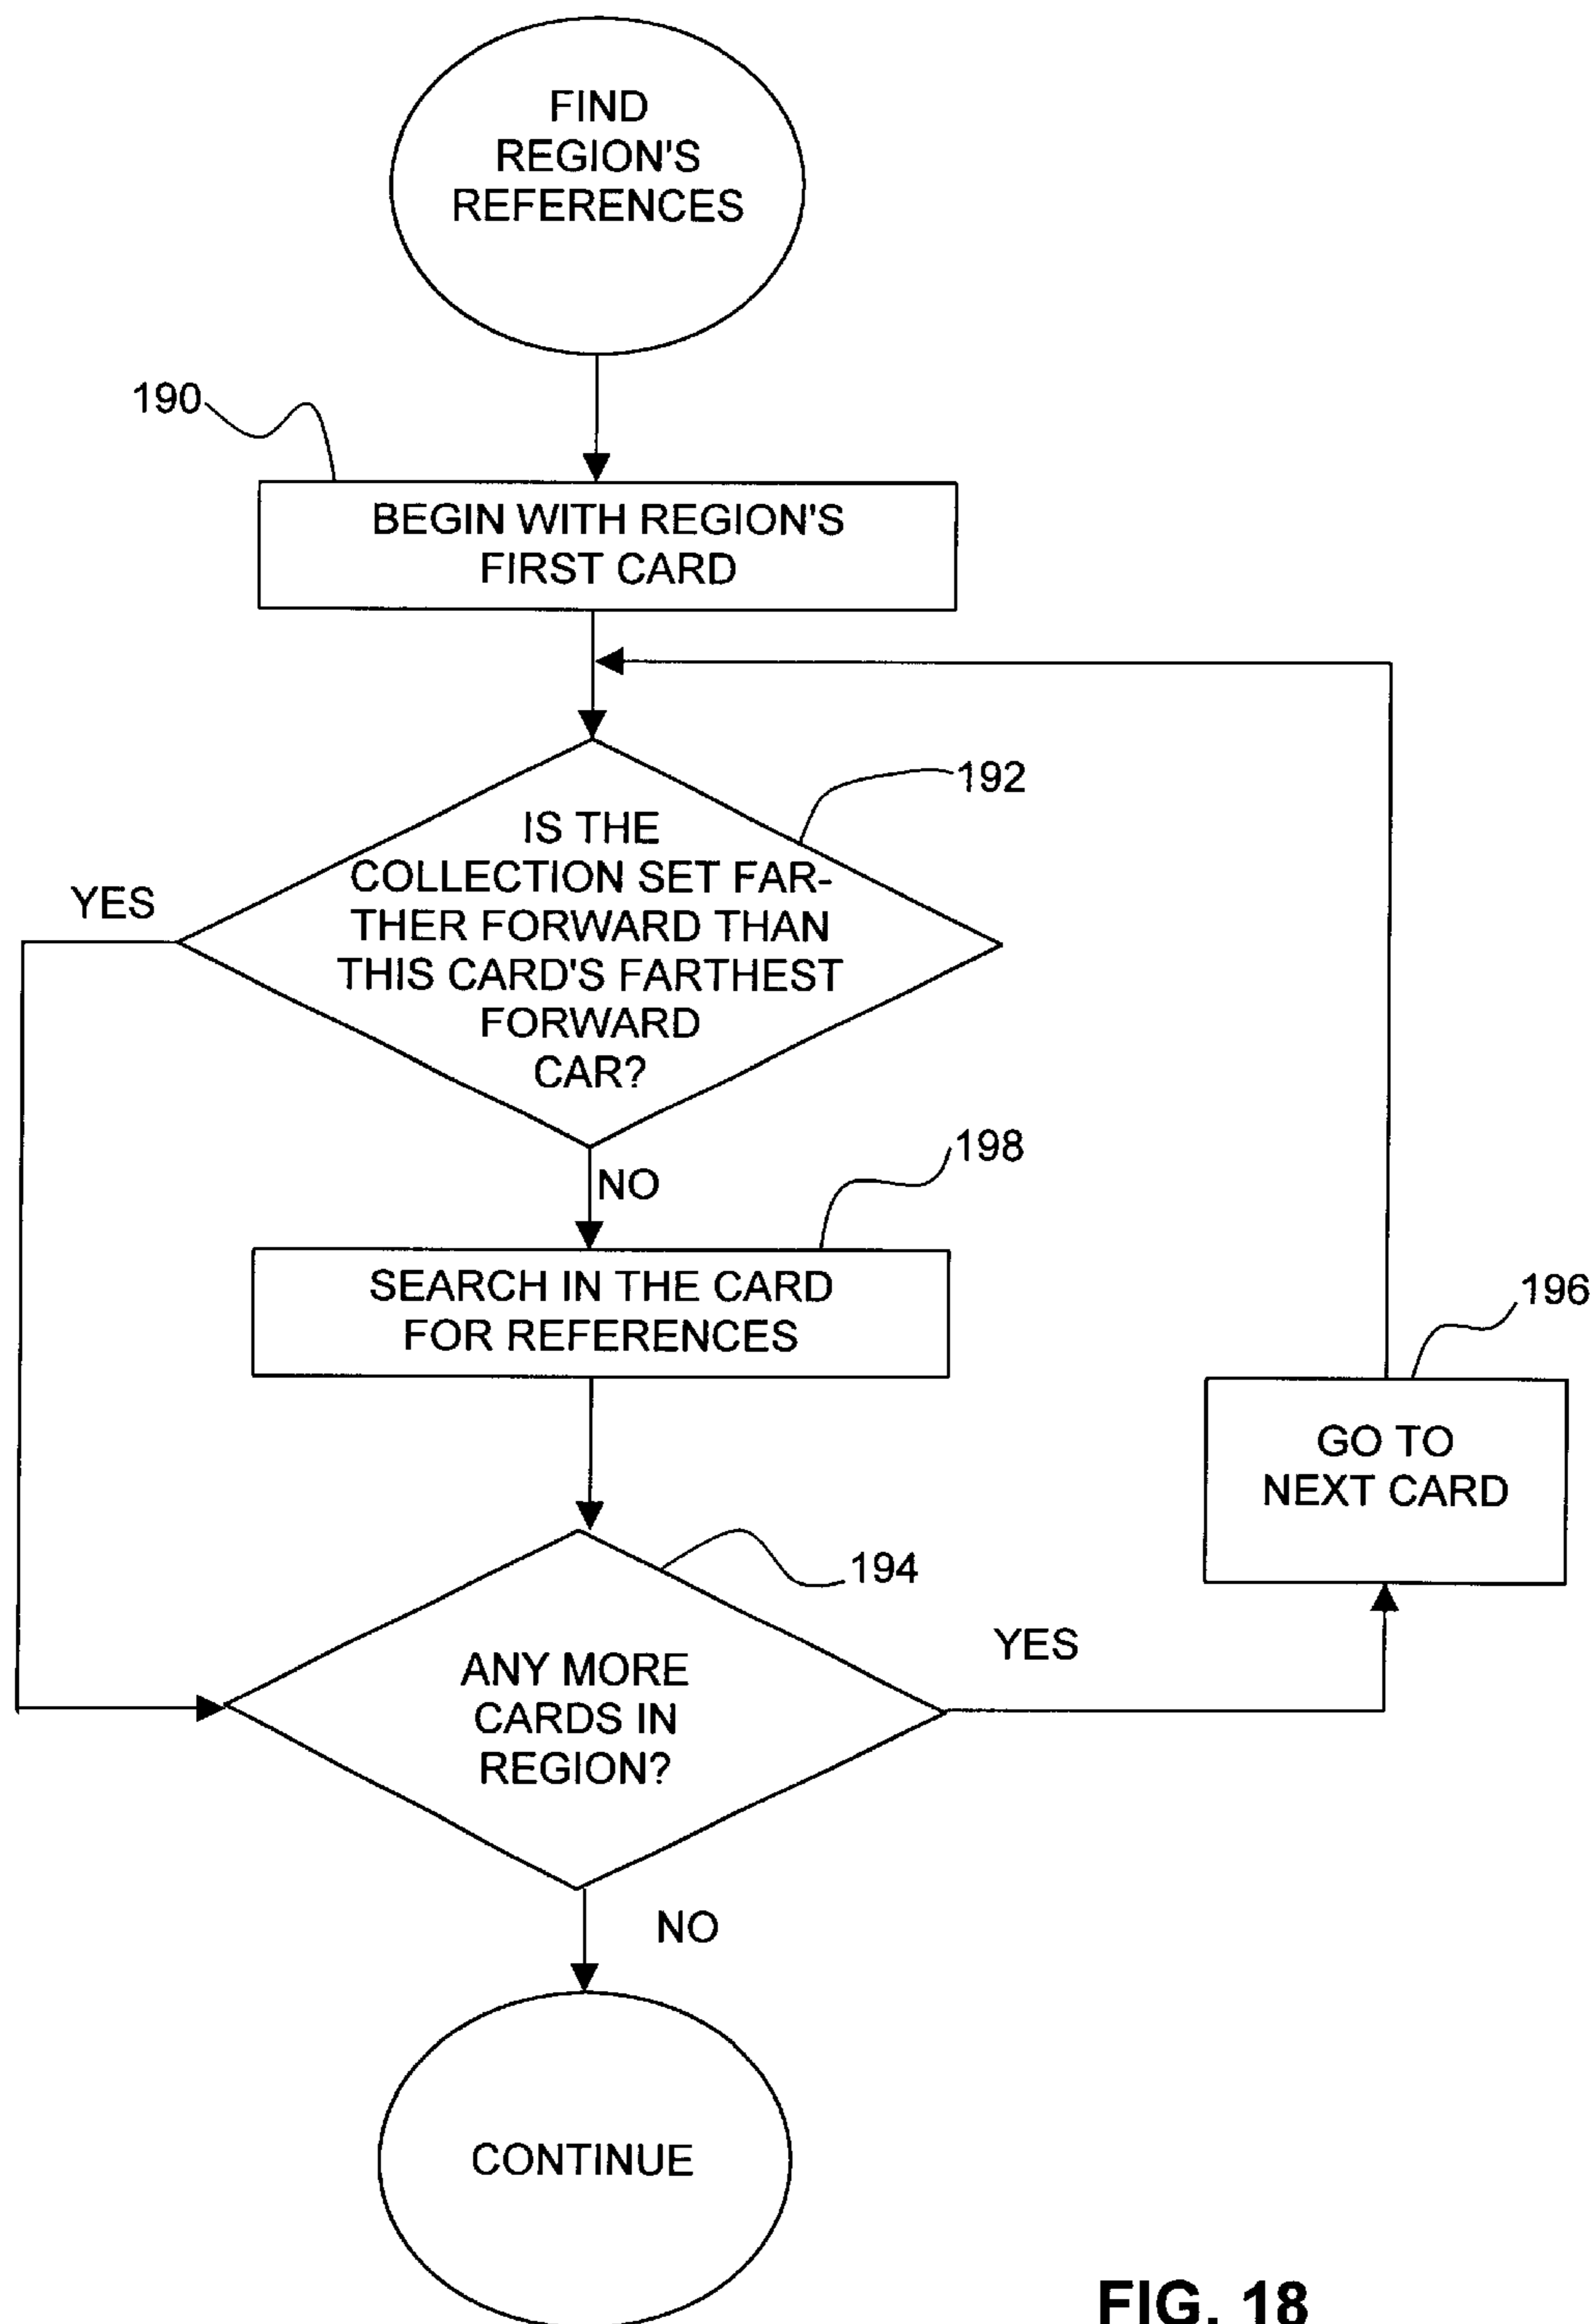 FIND
REGION'S
REFERENCES
190
BEGIN WITH REGION'S
FIRST CARD
192
IS THE
COLLECTION SET FAR-
THER FORWARD THAN
THIS CARD'S FARTHEST
FORWARD
CAR?
YES
NO
198
SEARCH IN THE CARD
FOR REFERENCES
196
GO TO
NEXT CARD
194
ANY MORE
CARDS IN
REGION?
YES
NO
CONTINUE
FIG. 18